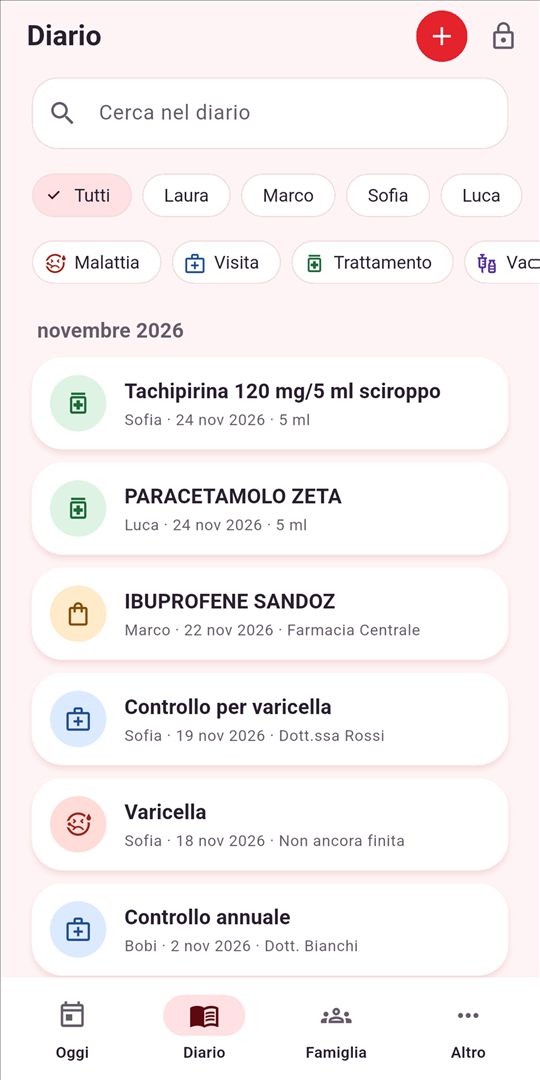 Diario
Cerca nel diario
Tutti Laura Marco Sofia Luca
Malattia Visita Trattamento
novembre 2026
Tachipirina 120 mg/5 ml sciroppo
Sofia · 24 nov 2026 · 5 ml
PARACETAMOLO ZETA
Luca · 24 nov 2026 · 5 ml
IBUPROFENE SANDOZ
Marco · 22 nov 2026 · Farmacia Centrale
Controllo per varicella
Sofia · 19 nov 2026 · Dott.ssa Rossi
Varicella
Sofia · 18 nov 2026 · Non ancora finita
Controllo annuale
Bobi · 2 nov 2026 · Dott. Bianchi
Oggi Diario Famiglia Altro